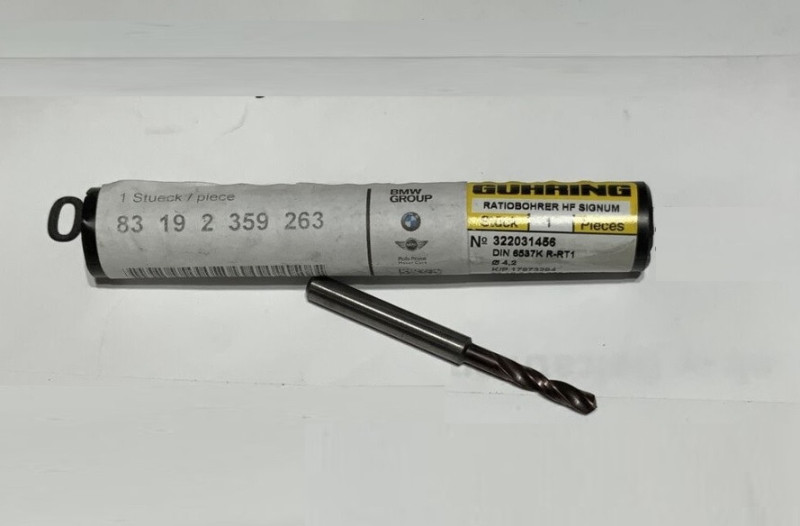 1 Stueck / piece
83 19 2 359 263
BMW
GROUP
GÜHRING
RATIOBOHRER HF SIGNUM
Stück 1 Pieces
Nº 322031456
DIN 6537K R-RT1
Ø 4,2